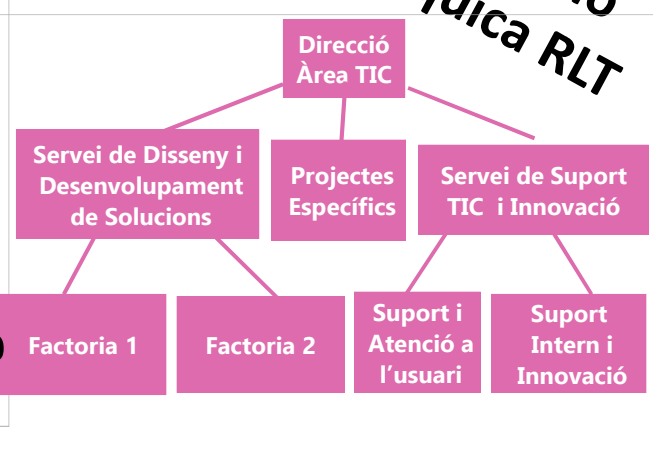 RLT
Direcció
Àrea TIC
Servei de Disseny i
Desenvolupament
de Solucions
Projectes
Específics
Servei de Suport
TIC i Innovació
Factoria 1
Factoria 2
Suport i
Atenció a
l’usuari
Suport
Intern i
Innovació